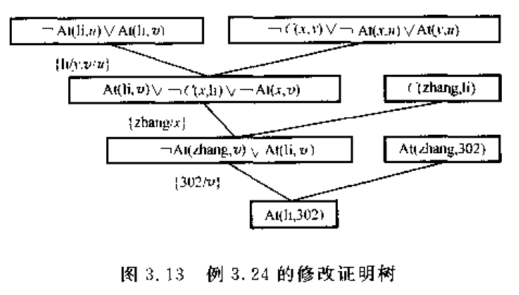 ¬At(li,u)∨At(li,v)
¬C(x,y)∨¬At(x,u)∨At(y,u)
{li/y,v/u}
At(li,v)∨¬C(x,li)∨¬At(x,v)
C(zhang,li)
{zhang/x}
¬At(zhang,v)∨At(li,v)
At(zhang,302)
{302/v}
At(li,302)
图 3.13 例 3.24 的修改证明树